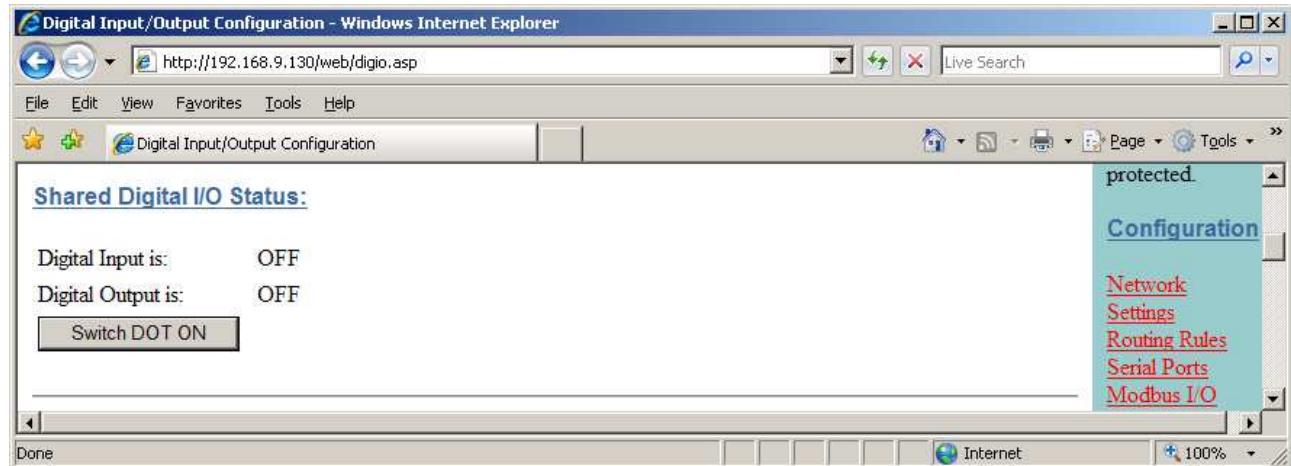 Digital Input/Output Configuration - Windows Internet Explorer
http://192.168.9.130/web/digio.asp
Live Search
File Edit View Favorites Tools Help
Digital Input/Output Configuration
Page Tools »
Shared Digital I/O Status:
Digital Input is: OFF
Digital Output is: OFF
Switch DOT ON
protected.
Configuration
Network
Settings
Routing Rules
Serial Ports
Modbus I/O
Done Internet 100%